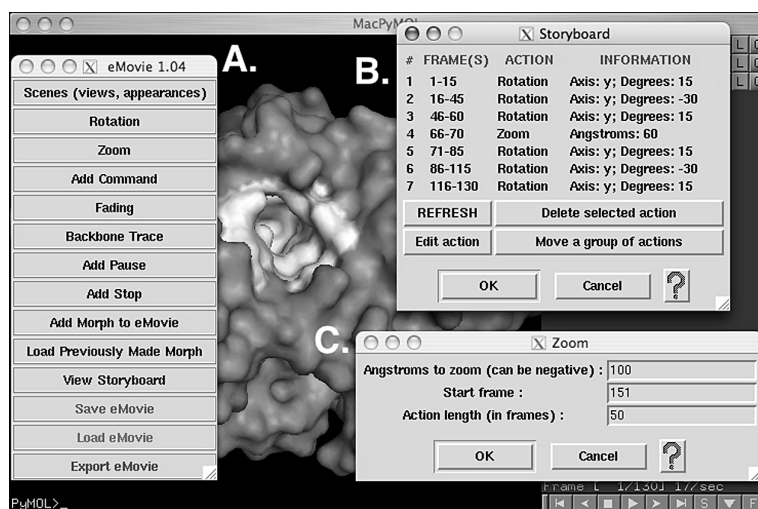 MacPyMOL
A.
B.
C.
eMovie 1.04
Scenes (views, appearances)
Rotation
Zoom
Add Command
Fading
Backbone Trace
Add Pause
Add Stop
Add Morph to eMovie
Load Previously Made Morph
View Storyboard
Save eMovie
Load eMovie
Export eMovie
Storyboard
# FRAME(S) ACTION INFORMATION
1 1-15 Rotation Axis: y; Degrees: 15
2 16-45 Rotation Axis: y; Degrees: -30
3 46-60 Rotation Axis: y; Degrees: 15
4 66-70 Zoom Angstroms: 60
5 71-85 Rotation Axis: y; Degrees: 15
6 86-115 Rotation Axis: y; Degrees: -30
7 116-130 Rotation Axis: y; Degrees: 15
REFRESH Delete selected action
Edit action Move a group of actions
OK Cancel ?
Zoom
Angstroms to zoom (can be negative) : 100
Start frame : 151
Action length (in frames) : 50
OK Cancel ?
Frame [ 1/130] 17/sec
PyMOL>_
S F
L
L
L